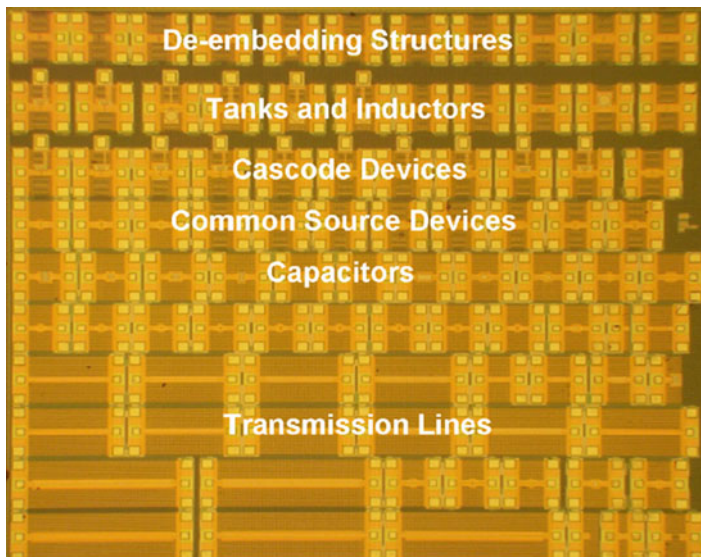 De-embedding Structures
Tanks and Inductors
Cascode Devices
Common Source Devices
Capacitors
Transmission Lines